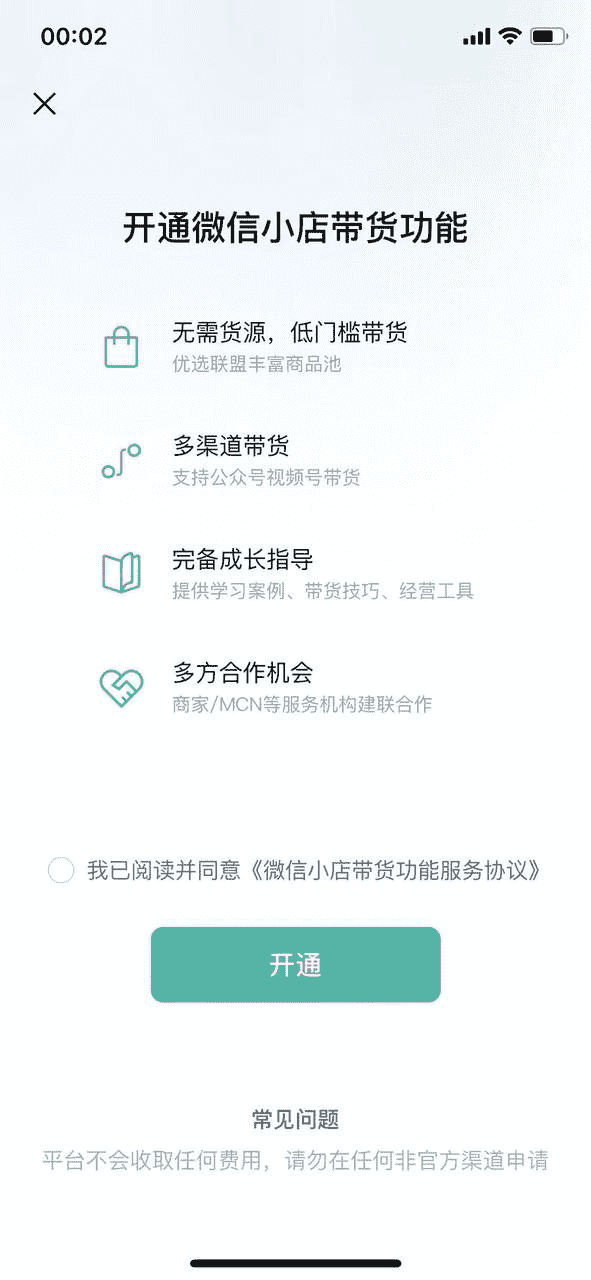 00:02
开通微信小店带货功能
无需货源，低门槛带货
优选联盟丰富商品池
多渠道带货
支持公众号视频号带货
完备成长指导
提供学习案例、带货技巧、经营工具
多方合作机会
商家/MCN等服务机构建联合作
我已阅读并同意《微信小店带货功能服务协议》
开通
常见问题
平台不会收取任何费用，请勿在任何非官方渠道申请